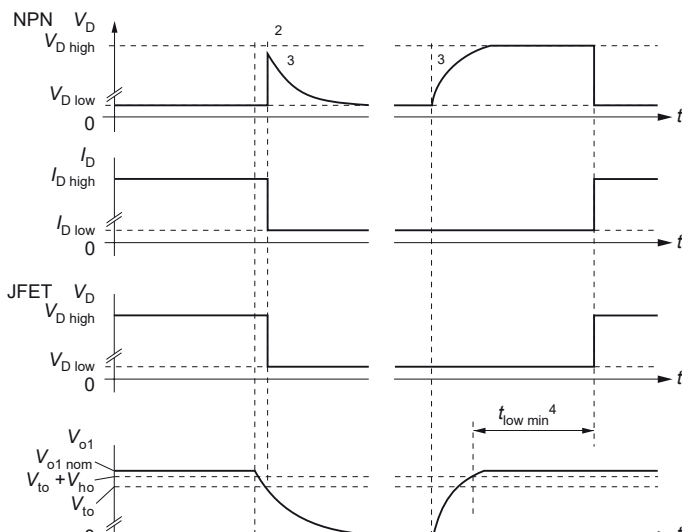 NPN V_D
2
V_D high
3
3
V_D low
0
t
I_D
I_D high
I_D low
0
t
JFET V_D
V_D high
V_D low
0
t
t_low min^4
V_o1
V_o1 nom
V_to + V_ho
V_to
t